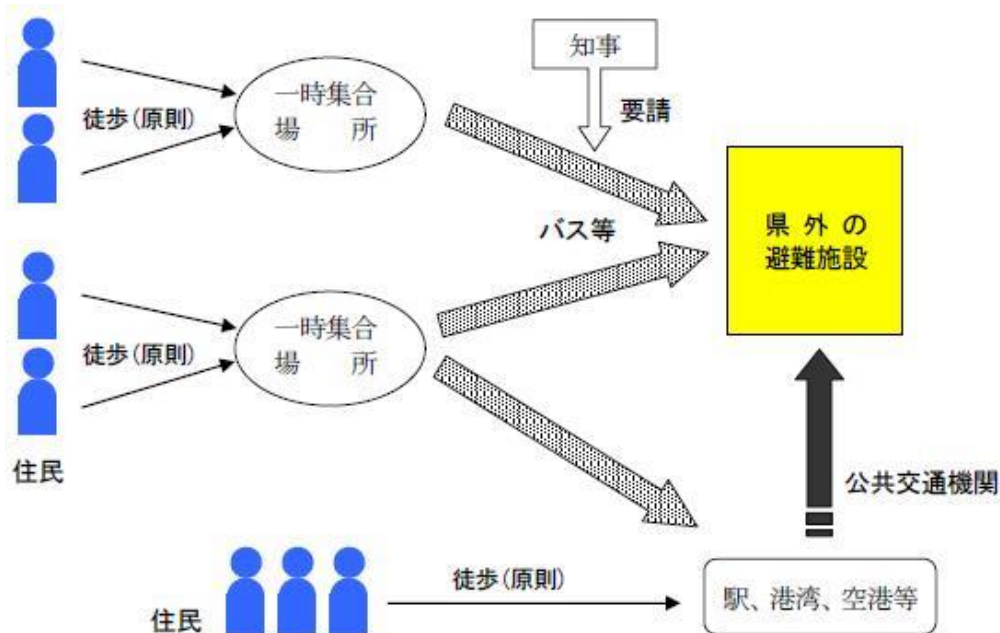 知事
要請
一時集合
場　所
徒歩(原則)
バス等
県外の
避難施設
一時集合
場　所
徒歩(原則)
住民
公共交通機関
徒歩(原則)
駅、港湾、空港等
住民